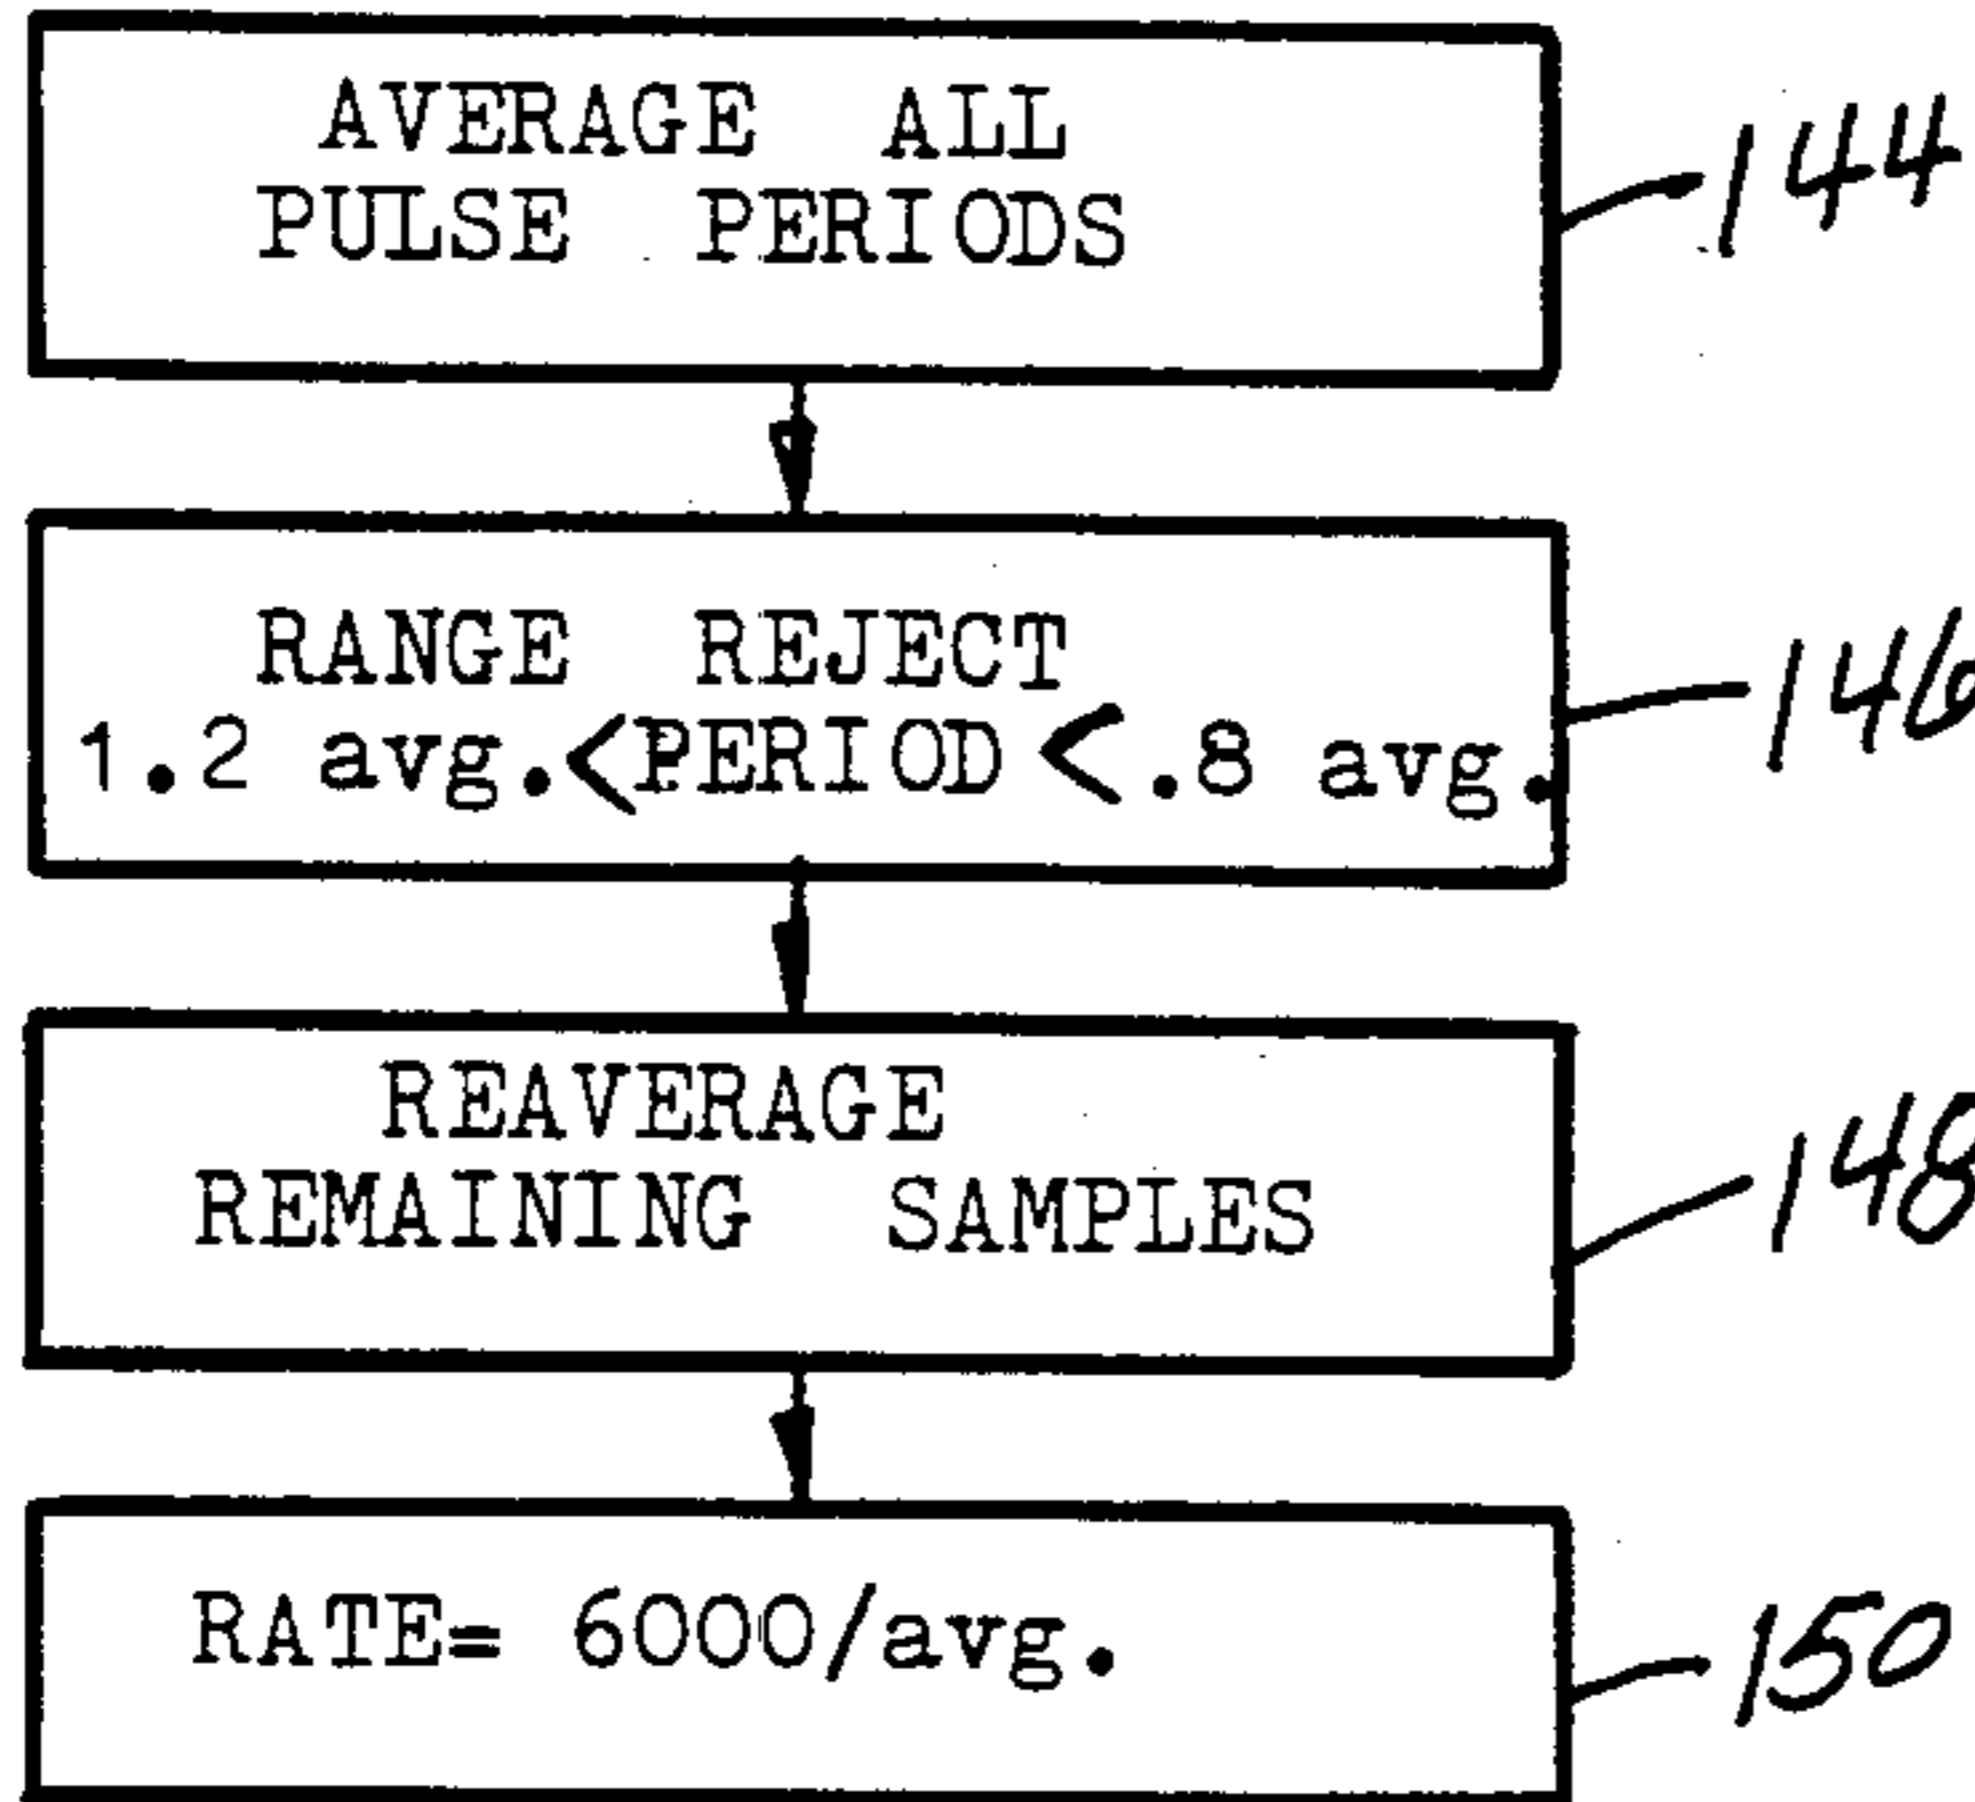 AVERAGE ALL
PULSE PERIODS
144
RANGE REJECT
1.2 avg.<PERIOD<.8 avg.
146
REAVERAGE
REMAINING SAMPLES
148
RATE= 6000/avg.
150